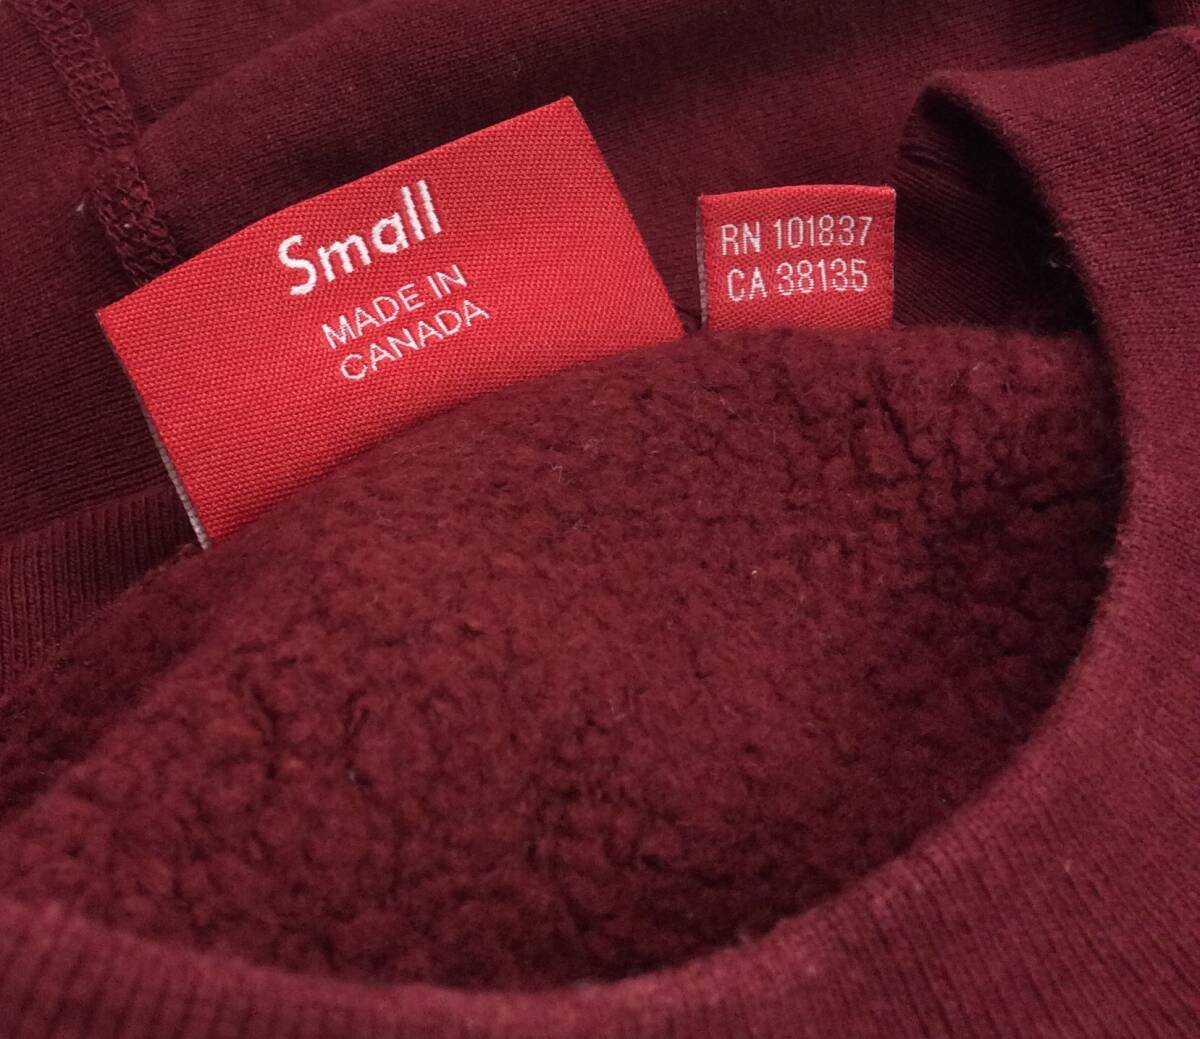 Small
MADE IN
CANADA
RN 101837
CA 38135